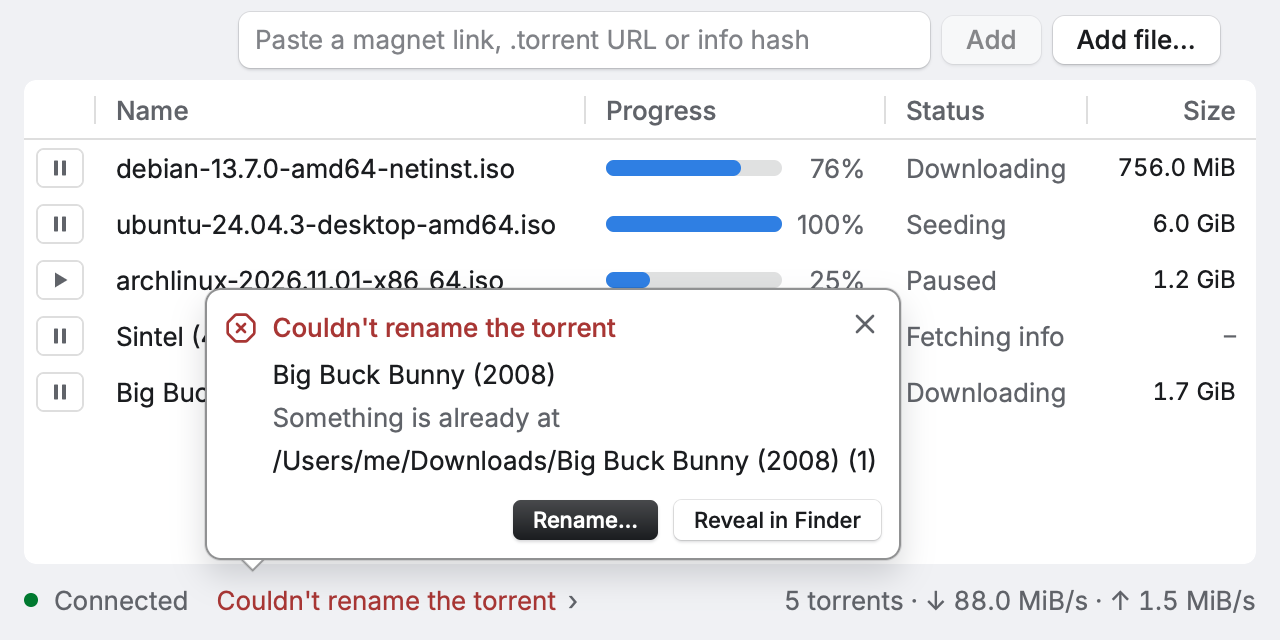 Paste a magnet link, .torrent URL or info hash Add Add file...
Name Progress Status Size
debian-13.7.0-amd64-netinst.iso 76% Downloading 756.0 MiB
ubuntu-24.04.3-desktop-amd64.iso 100% Seeding 6.0 GiB
archlinux-2026.11.01-x86_64.iso 25% Paused 1.2 GiB
Sintel ( Fetching info –
Big Buc Downloading 1.7 GiB
Couldn't rename the torrent
Big Buck Bunny (2008)
Something is already at
/Users/me/Downloads/Big Buck Bunny (2008) (1)
Rename... Reveal in Finder
Connected Couldn't rename the torrent › 5 torrents · ↓ 88.0 MiB/s · ↑ 1.5 MiB/s